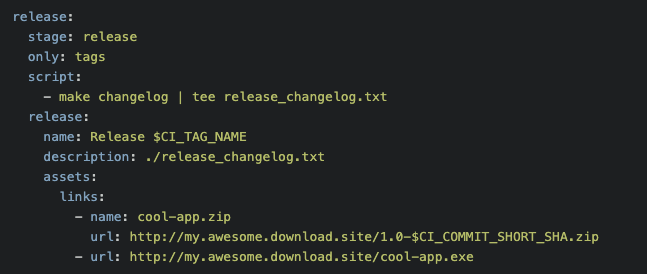 release:
  stage: release
  only: tags
  script:
    - make changelog | tee release_changelog.txt
  release:
    name: Release $CI_TAG_NAME
    description: ./release_changelog.txt
    assets:
      links:
        - name: cool-app.zip
          url: http://my.awesome.download.site/1.0-$CI_COMMIT_SHORT_SHA.zip
        - url: http://my.awesome.download.site/cool-app.exe